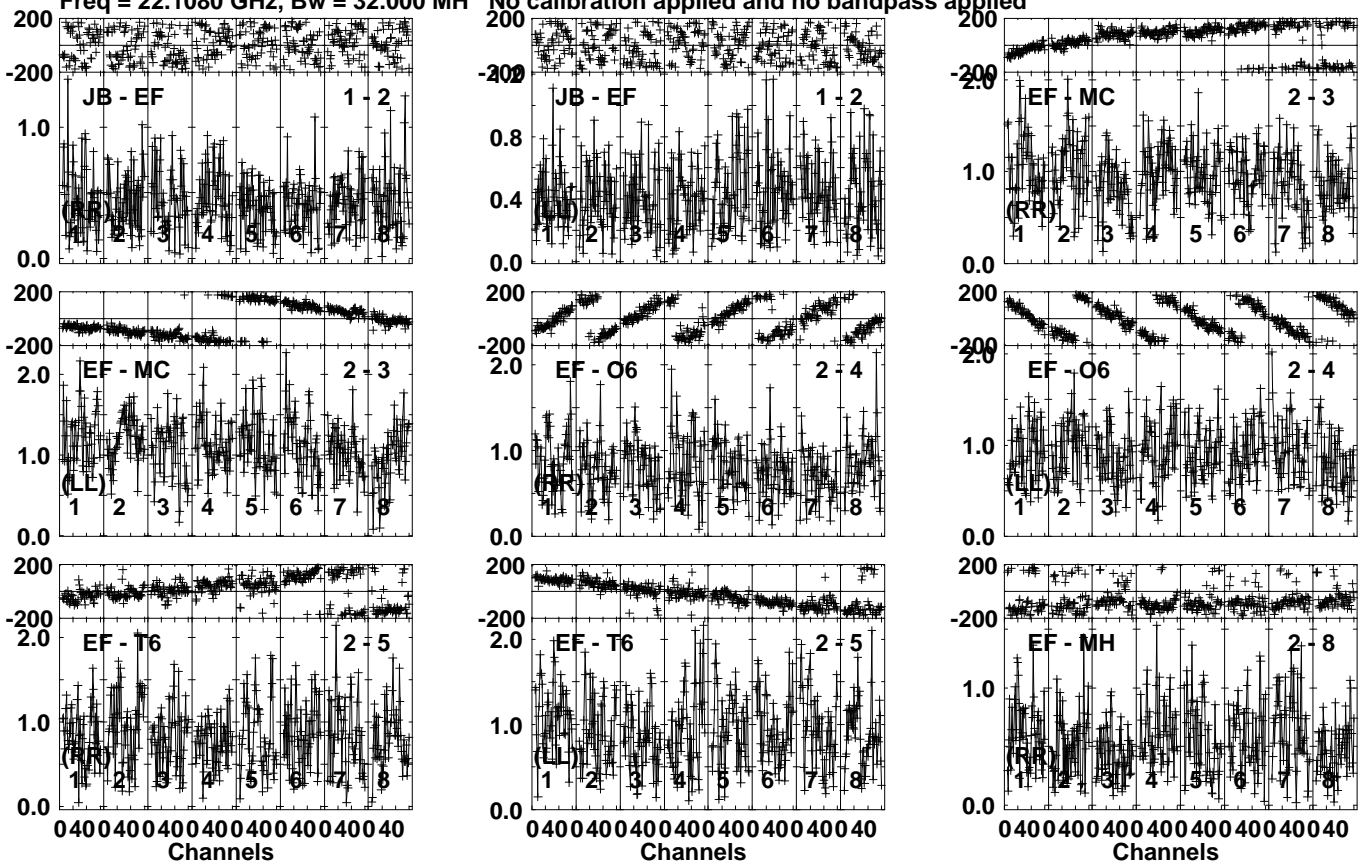 Freq = 22.1080 GHz, Bw = 32.000 MH No calibration applied and no bandpass applied
200 200 200
-200 -200 -200
JB - EF 1 - 2 1.2 JB - EF 1 - 2 2.0 EF - MC 2 - 3
1.0 0.8 1.0
0.4
(RR) (LL) (RR)
1 2 3 4 5 6 7 8 1 2 3 4 5 6 7 8 1 2 3 4 5 6 7 8
0.0 0.0 0.0
200 200 200
-200 -200 -200
EF - MC 2 - 3 EF - O6 2 - 4 2.0 EF - O6 2 - 4
2.0 2.0
1.0 1.0 1.0
(LL) (RR) (LL)
1 2 3 4 5 6 7 8 1 2 3 4 5 6 7 8 1 2 3 4 5 6 7 8
0.0 0.0 0.0
200 200 200
-200 -200 -200
2.0 EF - T6 2 - 5 2.0 EF - T6 2 - 5 EF - MH 2 - 8
1.0 1.0 1.0
(RR) (LL) (RR)
1 2 3 4 5 6 7 8 1 2 3 4 5 6 7 8 1 2 3 4 5 6 7 8
0.0 0.0 0.0
0 40 0 40 0 40 0 40 0 40 0 40 0 40 0 40 0 40 0 40 0 40 0 40 0 40 0 40 0 40 0 40 0 40 0 40 0 40 0 40 0 40 0 40 0 40 0 40
Channels Channels Channels